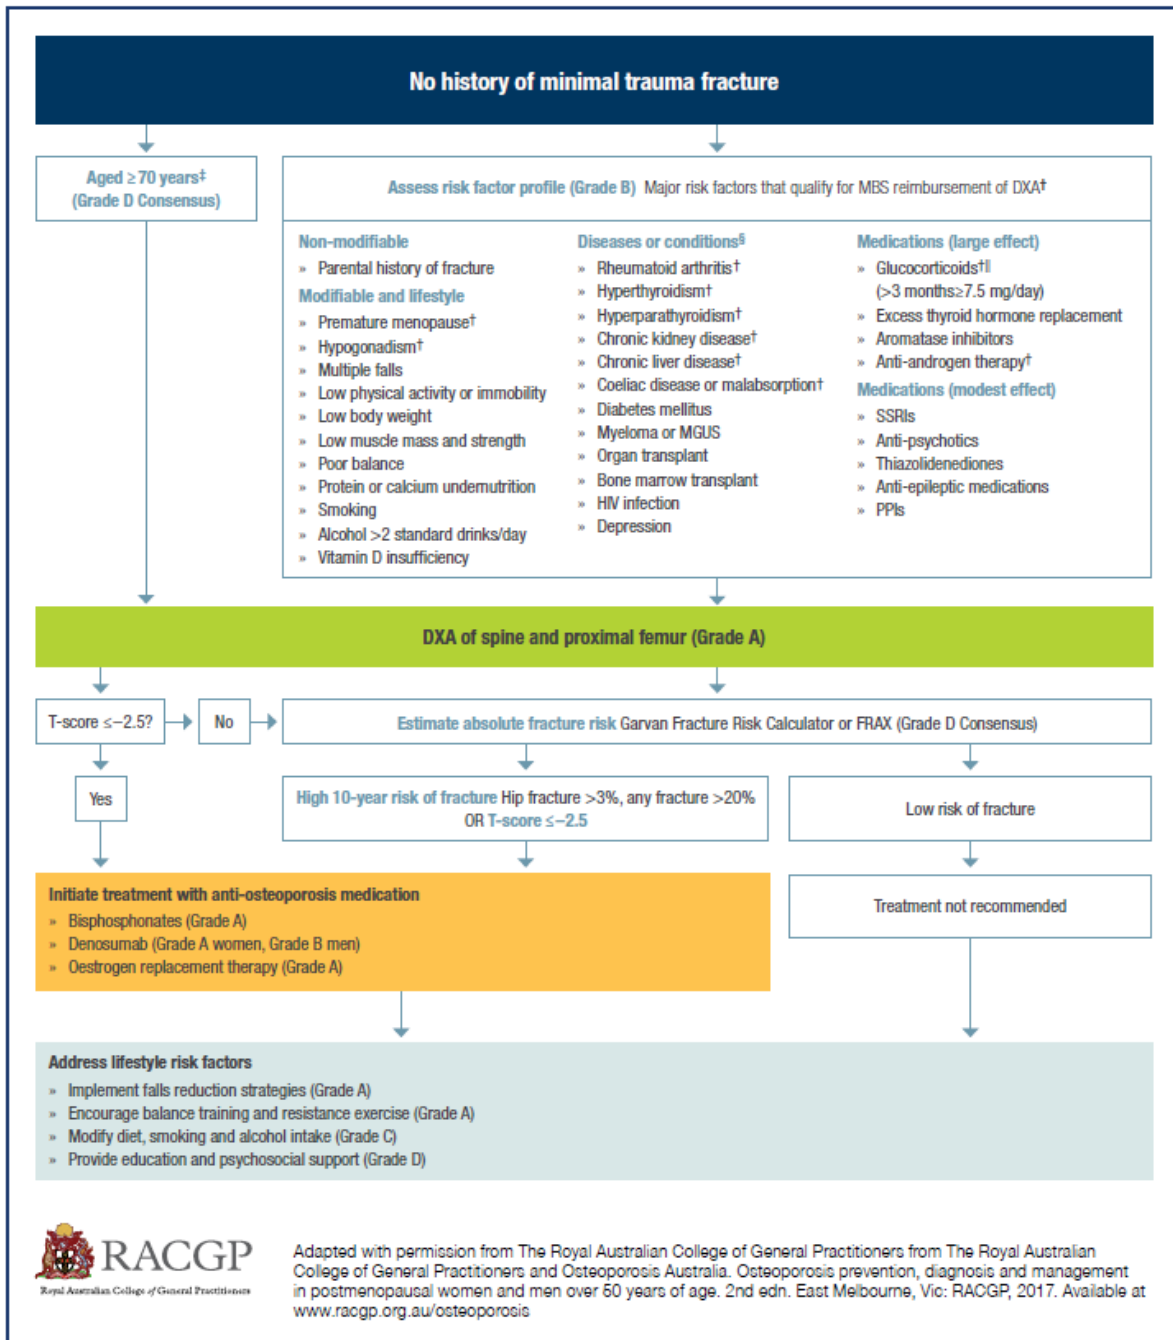 No history of minimal trauma fracture
Aged ≥70 years‡
(Grade D Consensus)
Assess risk factor profile (Grade B) Major risk factors that qualify for MBS reimbursement of DXA†
Non-modifiable
» Parental history of fracture
Modifiable and lifestyle
» Premature menopause†
» Hypogonadism†
» Multiple falls
» Low physical activity or immobility
» Low body weight
» Low muscle mass and strength
» Poor balance
» Protein or calcium undernutrition
» Smoking
» Alcohol >2 standard drinks/day
» Vitamin D insufficiency
Diseases or conditions§
» Rheumatoid arthritis†
» Hyperthyroidism†
» Hyperparathyroidism†
» Chronic kidney disease†
» Chronic liver disease†
» Coeliac disease or malabsorption†
» Diabetes mellitus
» Myeloma or MGUS
» Organ transplant
» Bone marrow transplant
» HIV infection
» Depression
Medications (large effect)
» Glucocorticoids†||
(>3 months≥7.5 mg/day)
» Excess thyroid hormone replacement
» Aromatase inhibitors
» Anti-androgen therapy†
Medications (modest effect)
» SSRIs
» Anti-psychotics
» Thiazolidenediones
» Anti-epileptic medications
» PPIs
DXA of spine and proximal femur (Grade A)
T-score ≤−2.5?
No
Estimate absolute fracture risk Garvan Fracture Risk Calculator or FRAX (Grade D Consensus)
Yes
High 10-year risk of fracture Hip fracture >3%, any fracture >20%
OR T-score ≤−2.5
Low risk of fracture
Initiate treatment with anti-osteoporosis medication
» Bisphosphonates (Grade A)
» Denosumab (Grade A women, Grade B men)
» Oestrogen replacement therapy (Grade A)
Treatment not recommended
Address lifestyle risk factors
» Implement falls reduction strategies (Grade A)
» Encourage balance training and resistance exercise (Grade A)
» Modify diet, smoking and alcohol intake (Grade C)
» Provide education and psychosocial support (Grade D)
RACGP
Royal Australian College of General Practitioners
Adapted with permission from The Royal Australian College of General Practitioners from The Royal Australian
College of General Practitioners and Osteoporosis Australia. Osteoporosis prevention, diagnosis and management
in postmenopausal women and men over 50 years of age. 2nd edn. East Melbourne, Vic: RACGP, 2017. Available at
www.racgp.org.au/osteoporosis